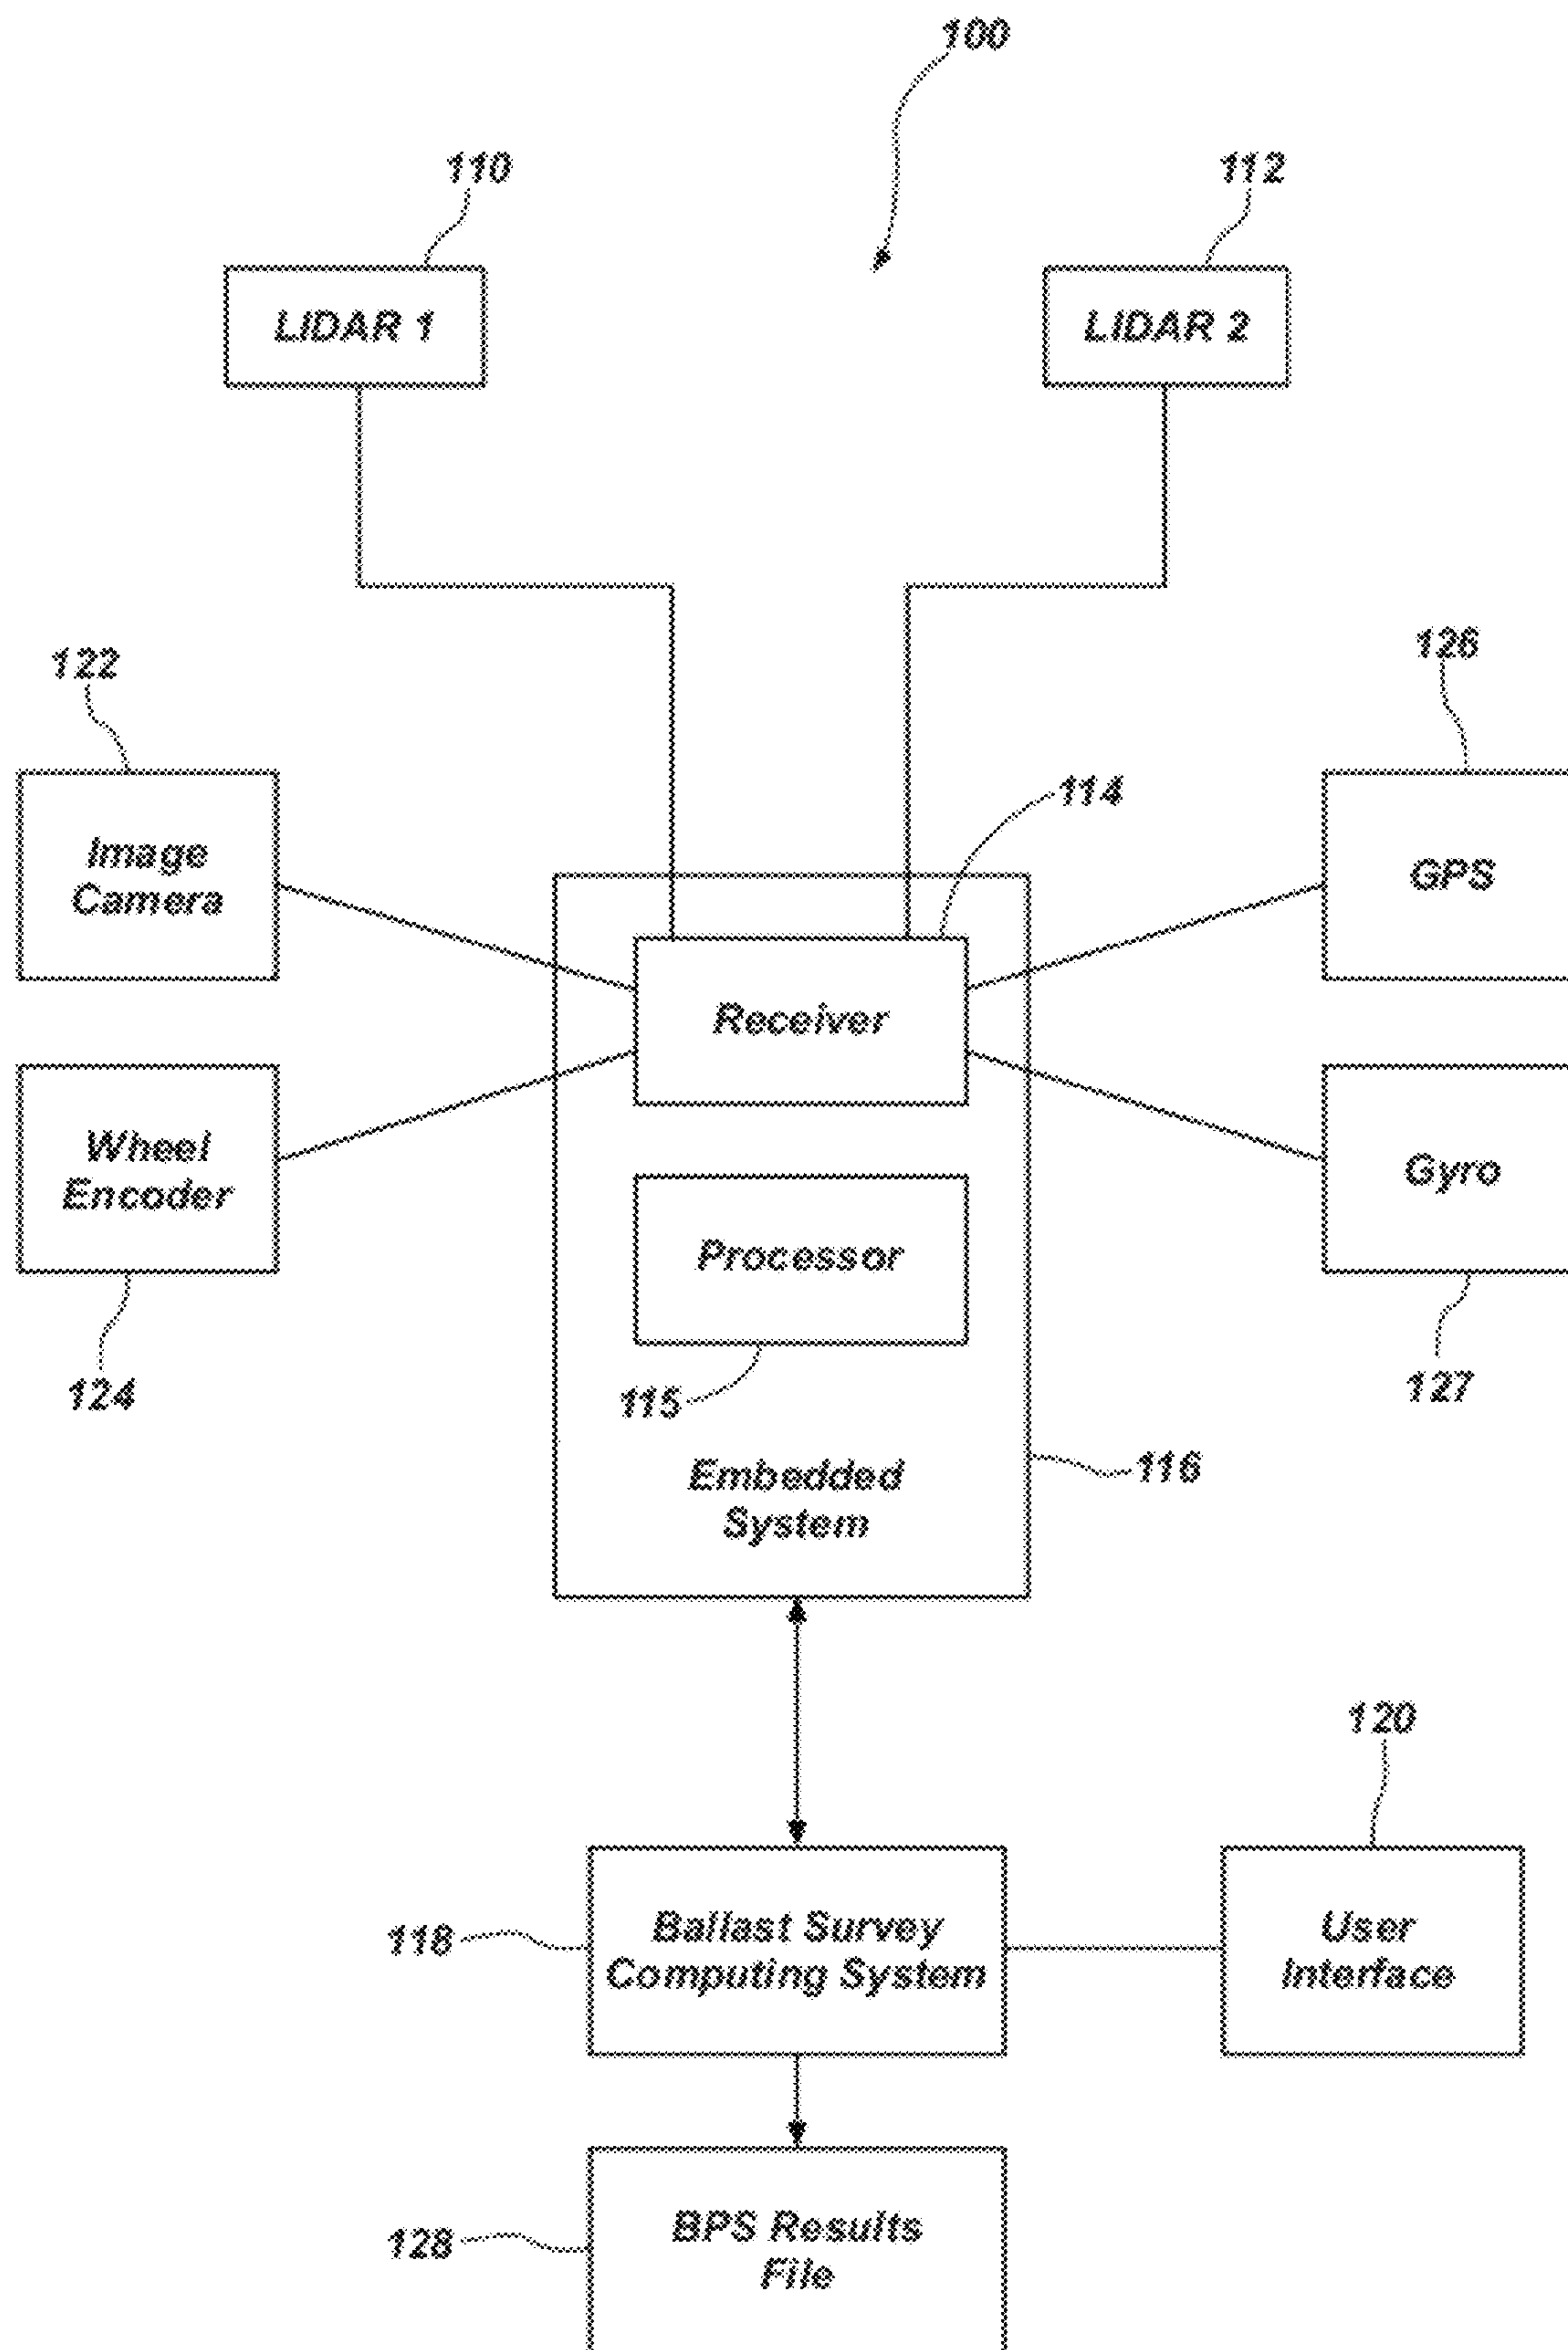 100
110
112
LIDAR 1
LIDAR 2
122
126
114
Image
Camera
GPS
Receiver
Wheel
Encoder
Gyro
Processor
124
127
115
116
Embedded
System
120
118
Ballast Survey
Computing System
User
Interface
128
BPS Results
File